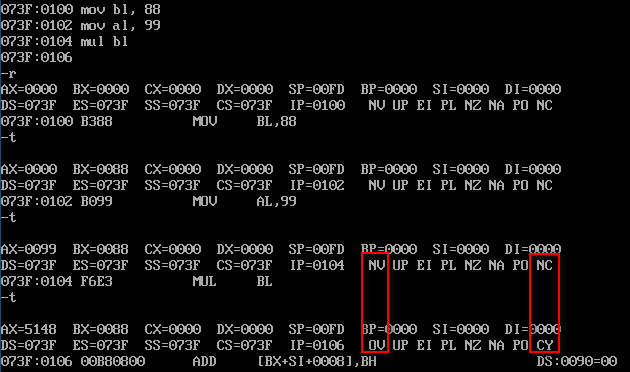 073F:0100 mov bl, 88
073F:0102 mov al, 99
073F:0104 mul bl
073F:0106
-r
AX=0000 BX=0000 CX=0000 DX=0000 SP=00FD BP=0000 SI=0000 DI=0000
DS=073F ES=073F SS=073F CS=073F IP=0100 NV UP EI PL NZ NA PO NC
073F:0100 B388 MOV BL,88
-t
AX=0000 BX=0088 CX=0000 DX=0000 SP=00FD BP=0000 SI=0000 DI=0000
DS=073F ES=073F SS=073F CS=073F IP=0102 NV UP EI PL NZ NA PO NC
073F:0102 B099 MOV AL,99
-t
AX=0099 BX=0088 CX=0000 DX=0000 SP=00FD BP=0000 SI=0000 DI=0000
DS=073F ES=073F SS=073F CS=073F IP=0104 NV UP EI PL NZ NA PO NC
073F:0104 F6E3 MUL BL
-t
AX=5148 BX=0088 CX=0000 DX=0000 SP=00FD BP=0000 SI=0000 DI=0000
DS=073F ES=073F SS=073F CS=073F IP=0106 OV UP EI PL NZ NA PO CY
073F:0106 00B80800 ADD [BX+SI+0008],BH DS:0090=00